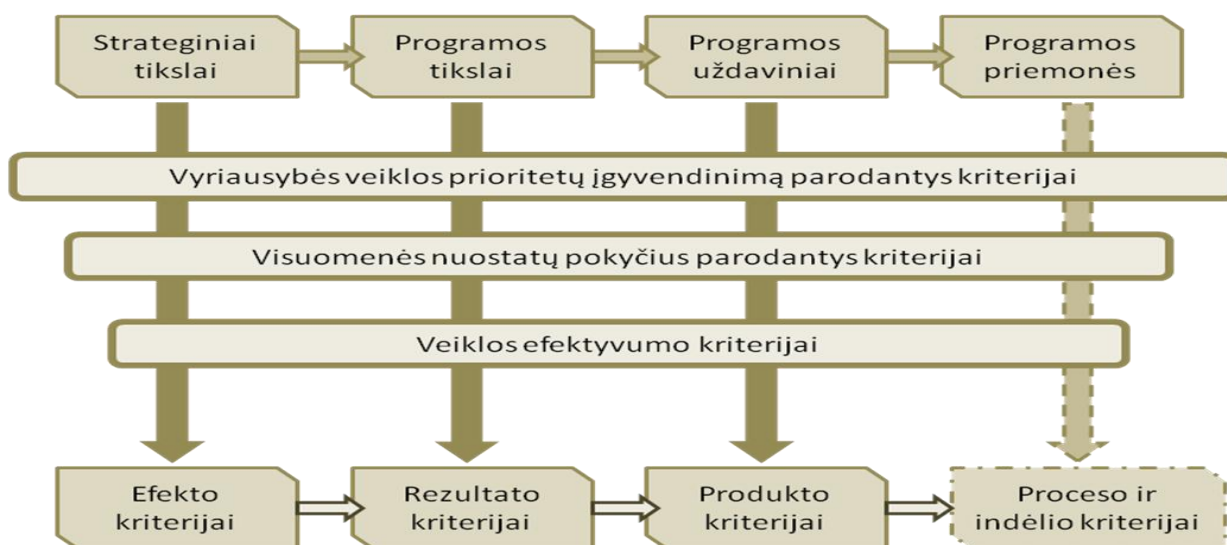 Strateginiai
tikslai
Programos
tikslai
Programos
uždaviniai
Programos
priemonės
Vyriausybės veiklos prioritetų įgyvendinimą parodantys kriterijai
Visuomenės nuostatų pokyčius parodantys kriterijai
Veiklos efektyvumo kriterijai
Efekto
kriterijai
Rezultato
kriterijai
Produkto
kriterijai
Proceso ir
indėlio kriterijai